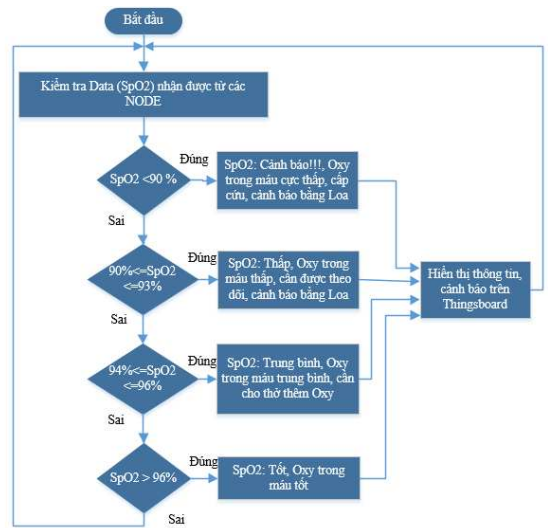 Bắt đầu
Kiểm tra Data (SpO2) nhận được từ các
NODE
SpO2 <90 %
Đúng
SpO2: Cảnh báo!!!, Oxy
trong máu cực thấp, cấp
cứu, cảnh báo bằng Loa
Sai
90%<=SpO2
<=93%
Đúng
SpO2: Thấp, Oxy trong
máu thấp, cần được theo
dõi, cảnh báo bằng Loa
Hiển thị thông tin,
cảnh báo trên
Thingsboard
Sai
94%<=SpO2
<=96%
Đúng
SpO2: Trung bình, Oxy
trong máu trung bình, cần
cho thở thêm Oxy
Sai
SpO2 > 96%
Đúng
SpO2: Tốt, Oxy trong
máu tốt
Sai